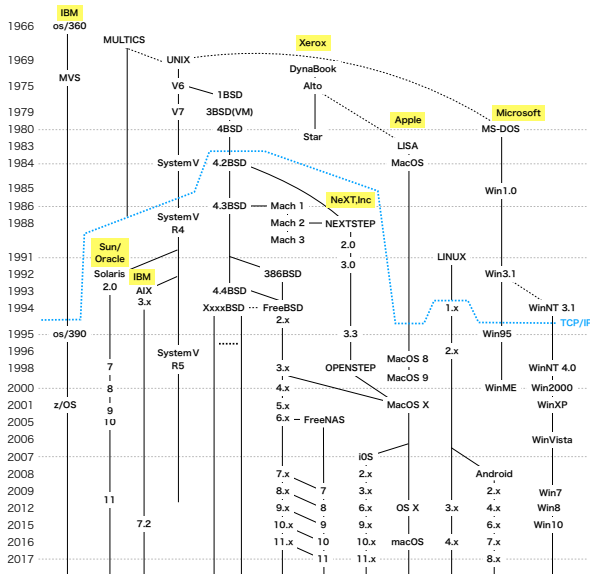 IBM
1966 os/360
MULTICS
Xerox
1969 UNIX
DynaBook
MVS
1975 V6 Alto
1BSD
1979 V7 3BSD(VM) Microsoft
Apple
1980 4BSD MS-DOS
Star
1983 LISA
1984 SystemV 4.2BSD MacOS
1985 Win1.0
NeXT,Inc
1986 4.3BSD Mach 1
SystemV
1988 R4 Mach 2 NEXTSTEP
Mach 3 2.0
Sun/
Oracle
1991 LINUX
3.0
1992 Solaris IBM 386BSD Win3.1
2.0 AIX
1993 3.x 4.4BSD
1994 XxxxBSD FreeBSD 1.x WinNT 3.1
2.x TCP/IP
1995 os/390 3.3 Win95
1996 SystemV 2.x
R5 MacOS 8
1998 7 3.x OPENSTEP WinNT 4.0
MacOS 9
2000 8 4.x WinME Win2000
2001 z/OS 9 5.x MacOS X WinXP
2005 10 6.x FreeNAS
2006 WinVista
2007 iOS
2008 7.x 2.x Android
2009 11 8.x 7 3.x 2.x Win7
2012 9.x 8 6.x OS X 3.x 4.x Win8
2015 7.2 10.x 9 9.x 6.x Win10
2016 11.x 10 10.x macOS 4.x 7.x
2017 11 11.x 8.x